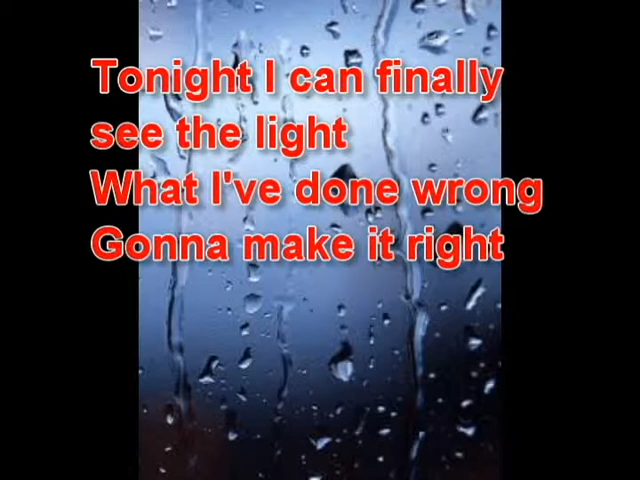 Tonight I can finally
see the light
What I've done wrong
Gonna make it right